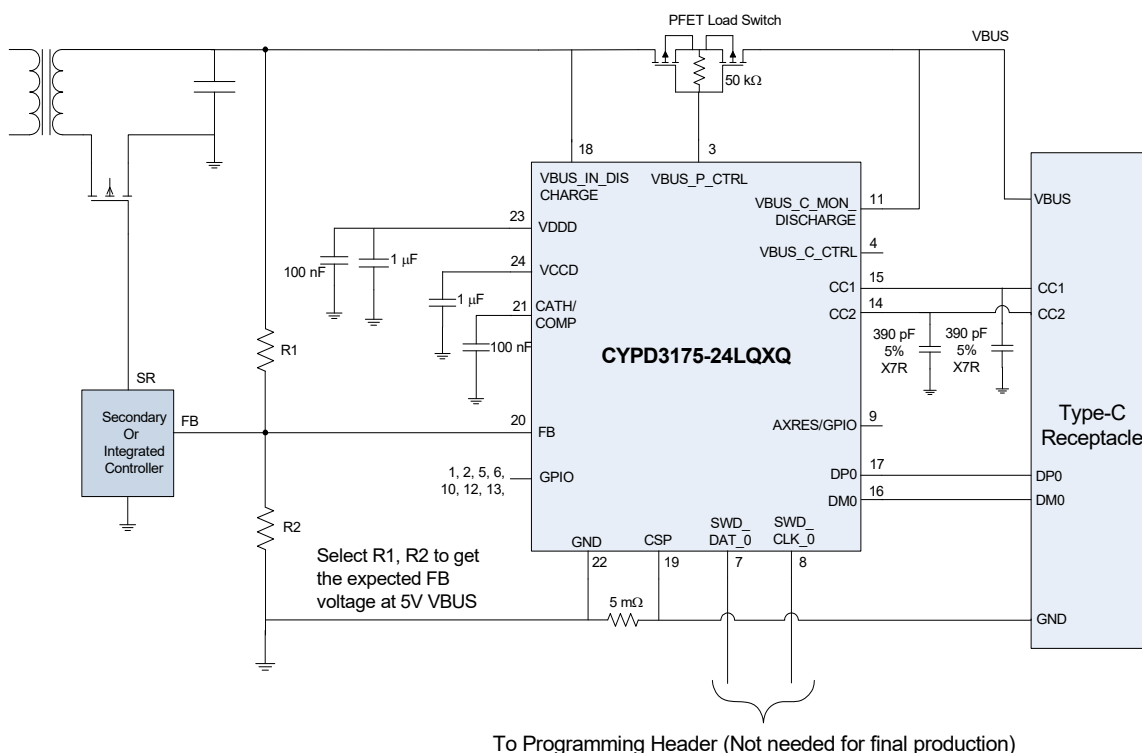 PFET Load Switch
VBUS
50 kΩ
18
3
VBUS_IN_DIS
CHARGE
VBUS_P_CTRL
VBUS_C_MON_
DISCHARGE
11
VBUS
23
VDDD
VBUS_C_CTRL
4
100 nF
1 µF
24
VCCD
15
CC1
CC1
1 µF
21
CATH/
COMP
14
CC2
CC2
100 nF
CYPD3175-24LQXQ
390 pF
5%
X7R
390 pF
5%
X7R
R1
SR
Secondary
Or
Integrated
Controller
FB
20
FB
AXRES/GPIO
9
Type-C
Receptacle
1, 2, 5, 6,
10, 12, 13,
GPIO
DP0
17
DP0
DM0
16
DM0
R2
GND
CSP
SWD_
DAT_0
SWD_
CLK_0
22
19
7
8
Select R1, R2 to get
the expected FB
voltage at 5V VBUS
5 mΩ
GND
To Programming Header (Not needed for final production)